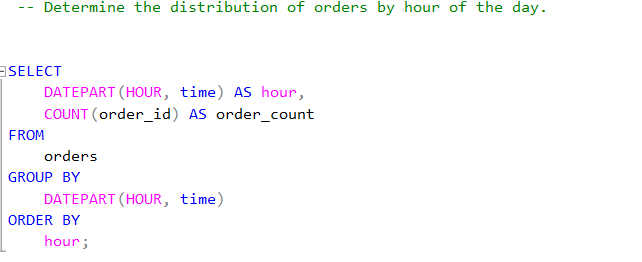 -- Determine the distribution of orders by hour of the day.
SELECT
DATEPART(HOUR, time) AS hour,
COUNT(order_id) AS order_count
FROM
orders
GROUP BY
DATEPART(HOUR, time)
ORDER BY
hour;